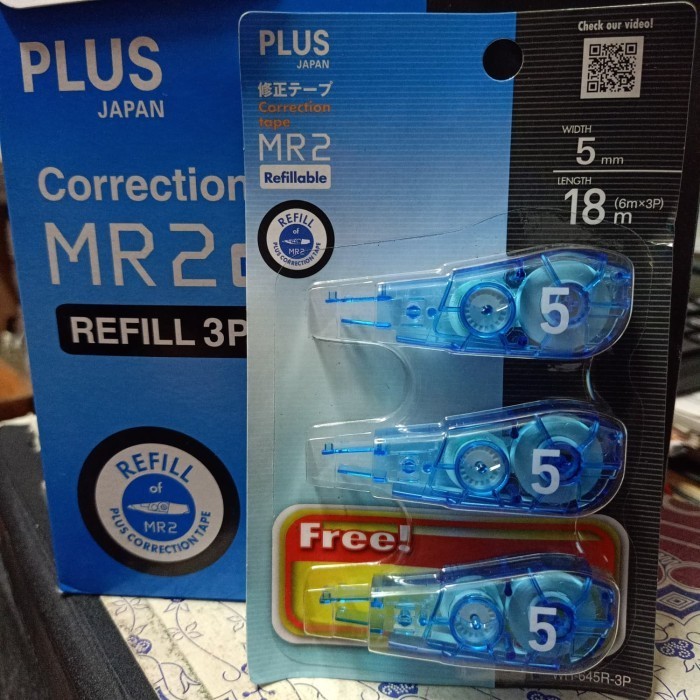 PLUS
JAPAN
Correction
MR2
REFILL 3P
REFILL
of
MR2
PLUS CORRECTION TAPE
PLUS
JAPAN
修正テープ
Correction
tape
MR2
Refillable
REFILL
of
MR2
PLUS CORRECTION TAPE
Check our video!
WIDTH
5 mm
LENGTH
18 m (6m×3P)
5
5
Free!
5
645R-3P